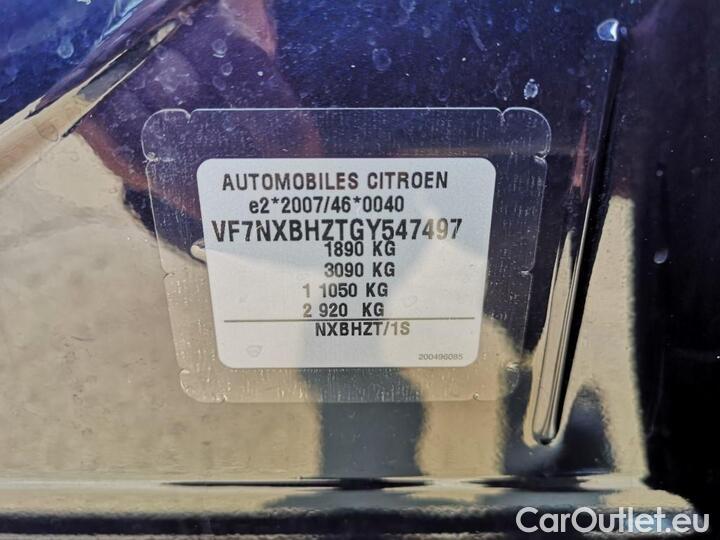 AUTOMOBILES CITROEN
e2*2007/46*0040
VF7NXBHZTGY547497
1890 KG
3090 KG
1 1050 KG
2 920 KG
NXBHZT/1S
200496085
CarOutlet.eu